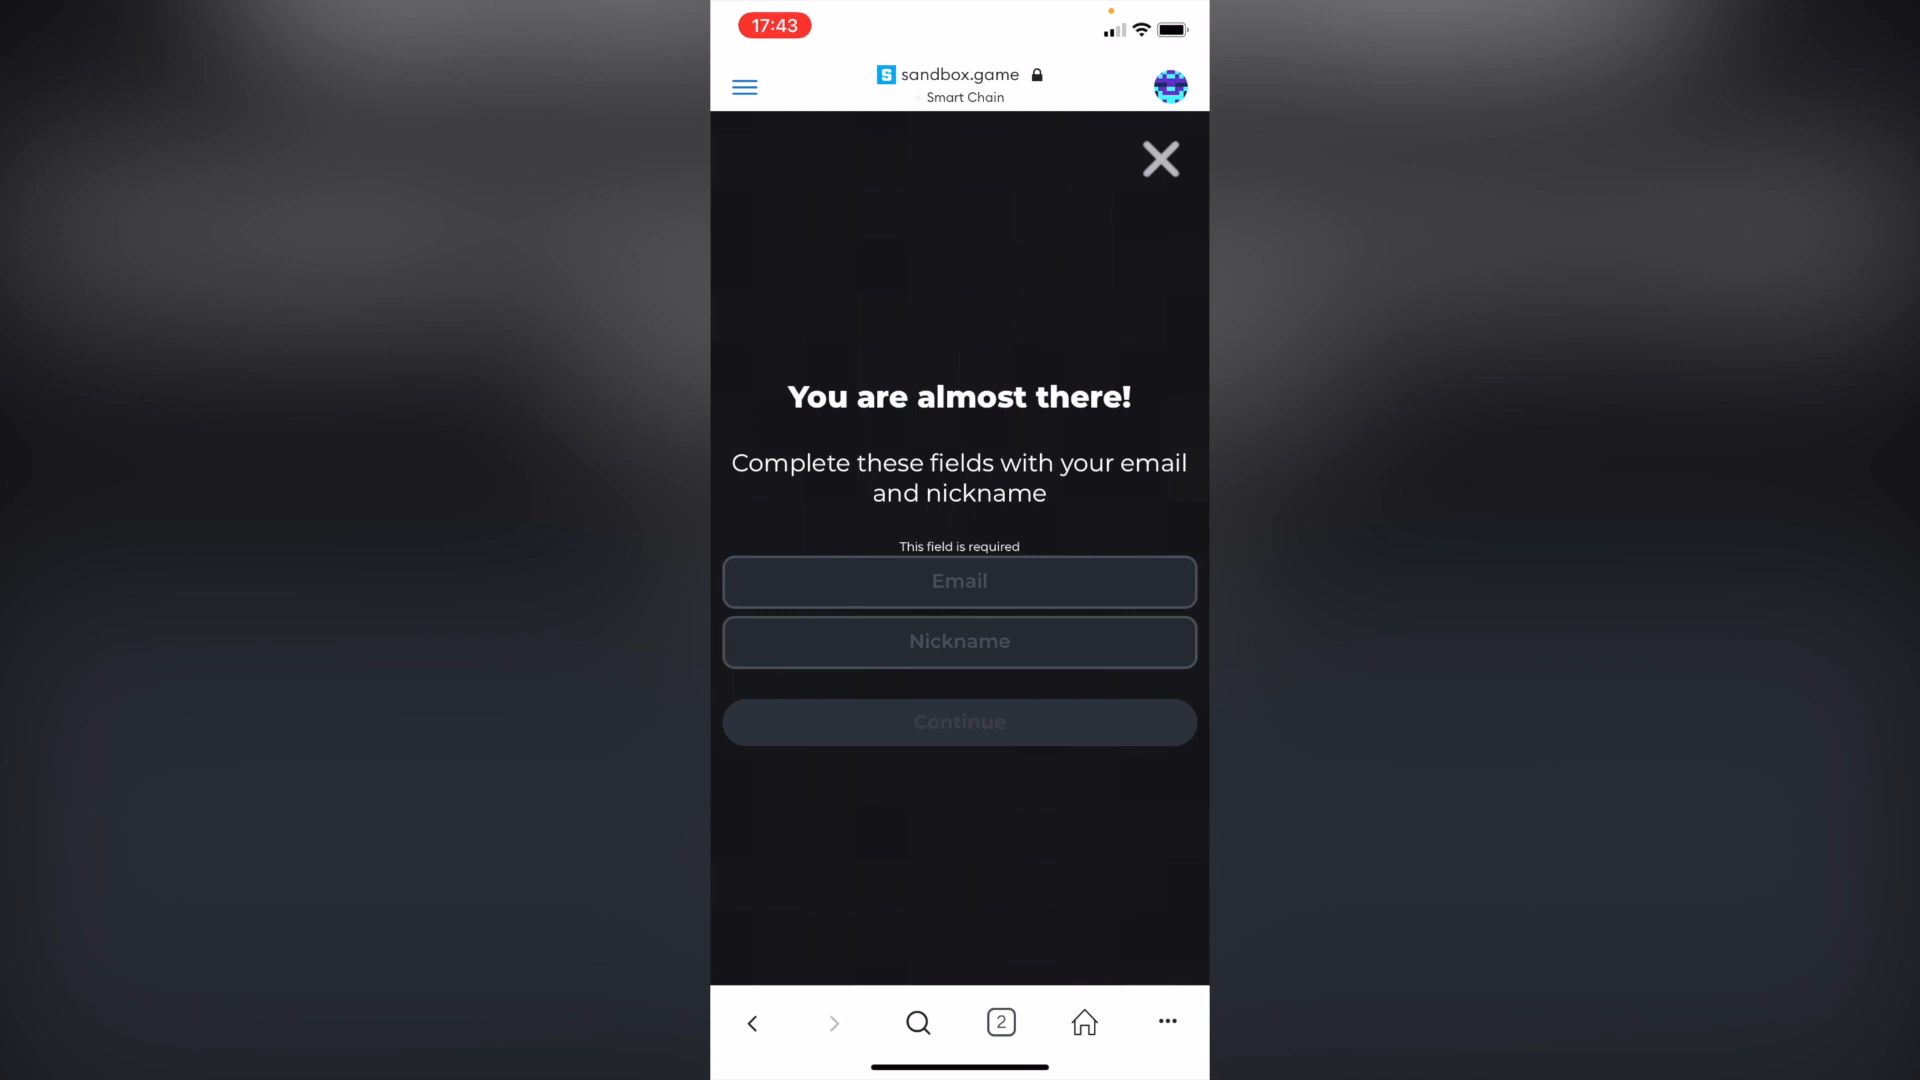 17:43
S sandbox.game
Smart Chain
You are almost there!
Complete these fields with your email
and nickname
This field is required
Email
Nickname
Continue
2